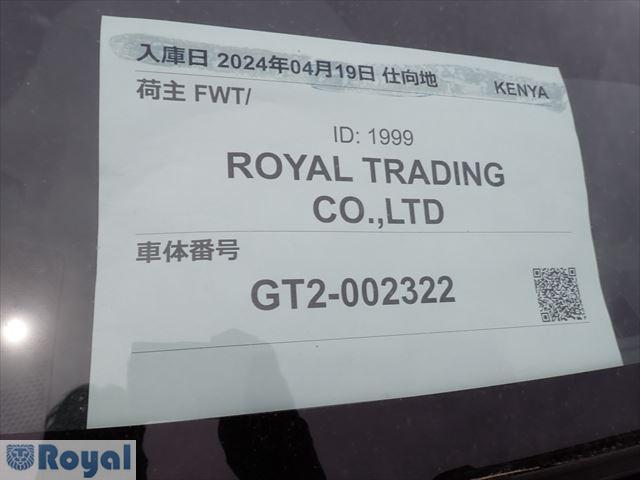 入庫日 2024年04月19日 仕向地 KENYA
荷主 FWT/
ID: 1999
ROYAL TRADING
CO.,LTD
車体番号
GT2-002322
Royal